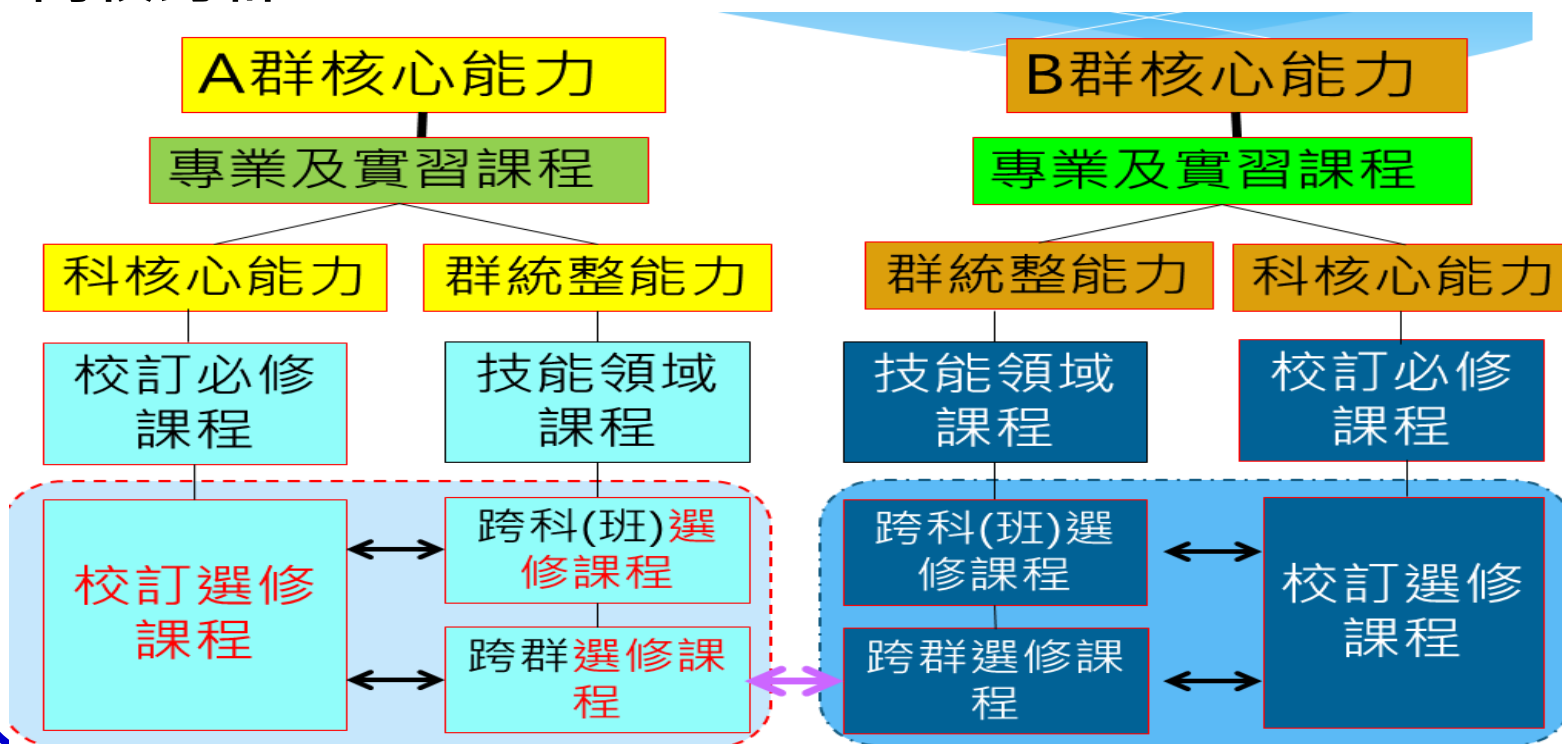 A群核心能力
B群核心能力
專業及實習課程
專業及實習課程
科核心能力
群統整能力
群統整能力
科核心能力
校訂必修
課程
技能領域
課程
技能領域
課程
校訂必修
課程
校訂選修
課程
跨科(班)選
修課程
跨群選修課
程
跨科(班)選
修課程
跨群選修課
程
校訂選修
課程